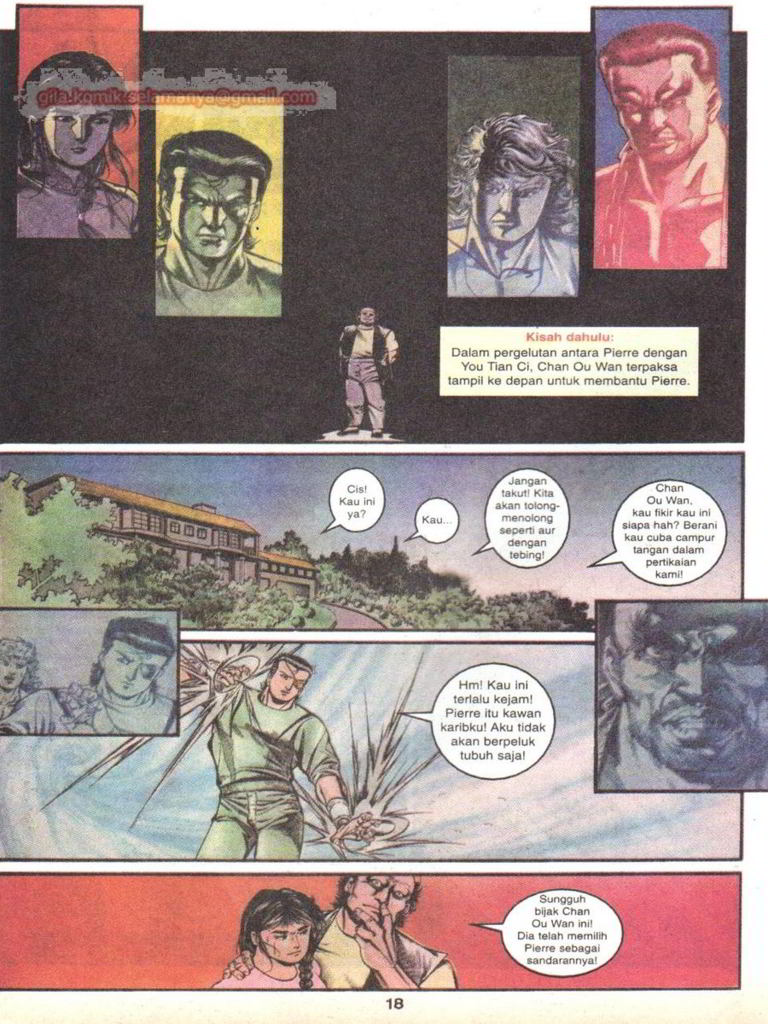 gila.komik.selamanya@gmail.com
Kisah dahulu:
Dalam pergelutan antara Pierre dengan
You Tian Ci, Chan Ou Wan terpaksa
tampil ke depan untuk membantu Pierre.
Cis!
Kau ini
ya?
Kau...
Jangan
takut! Kita
akan tolong-
menolong
seperti aur
dengan
tebing!
Chan
Ou Wan,
kau fikir kau ini
siapa hah? Berani
kau cuba campur
tangan dalam
pertikaian
kami!
Hm! Kau ini
terlalu kejam!
Pierre itu kawan
karibku! Aku tidak
akan berpeluk
tubuh saja!
Sungguh
bijak Chan
Ou Wan ini!
Dia telah memilih
Pierre sebagai
sandarannya!
18